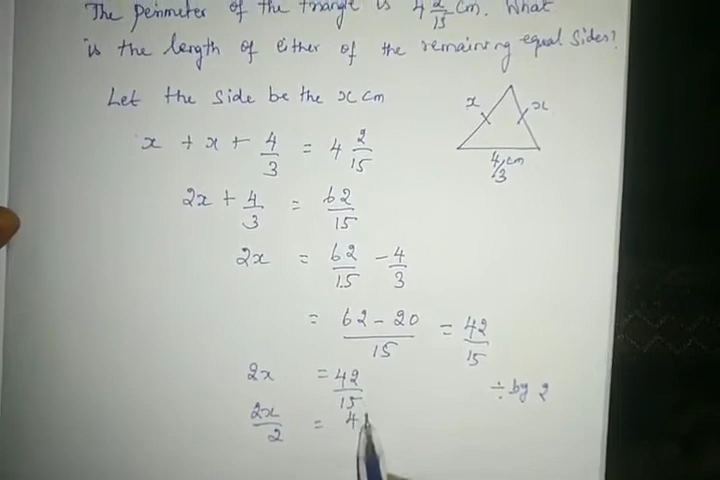 The perimeter of the triangle is 4 2/15 cm. What
is the length of either of the remaining equal sides?
Let the side be the x cm
x x
4/3 cm
x + x + 4/3 = 4 2/15
2x + 4/3 = 62/15
2x = 62/15 - 4/3
= 62 - 20/15 = 42/15
2x = 42/15 ÷ by 2
2x/2 = 4